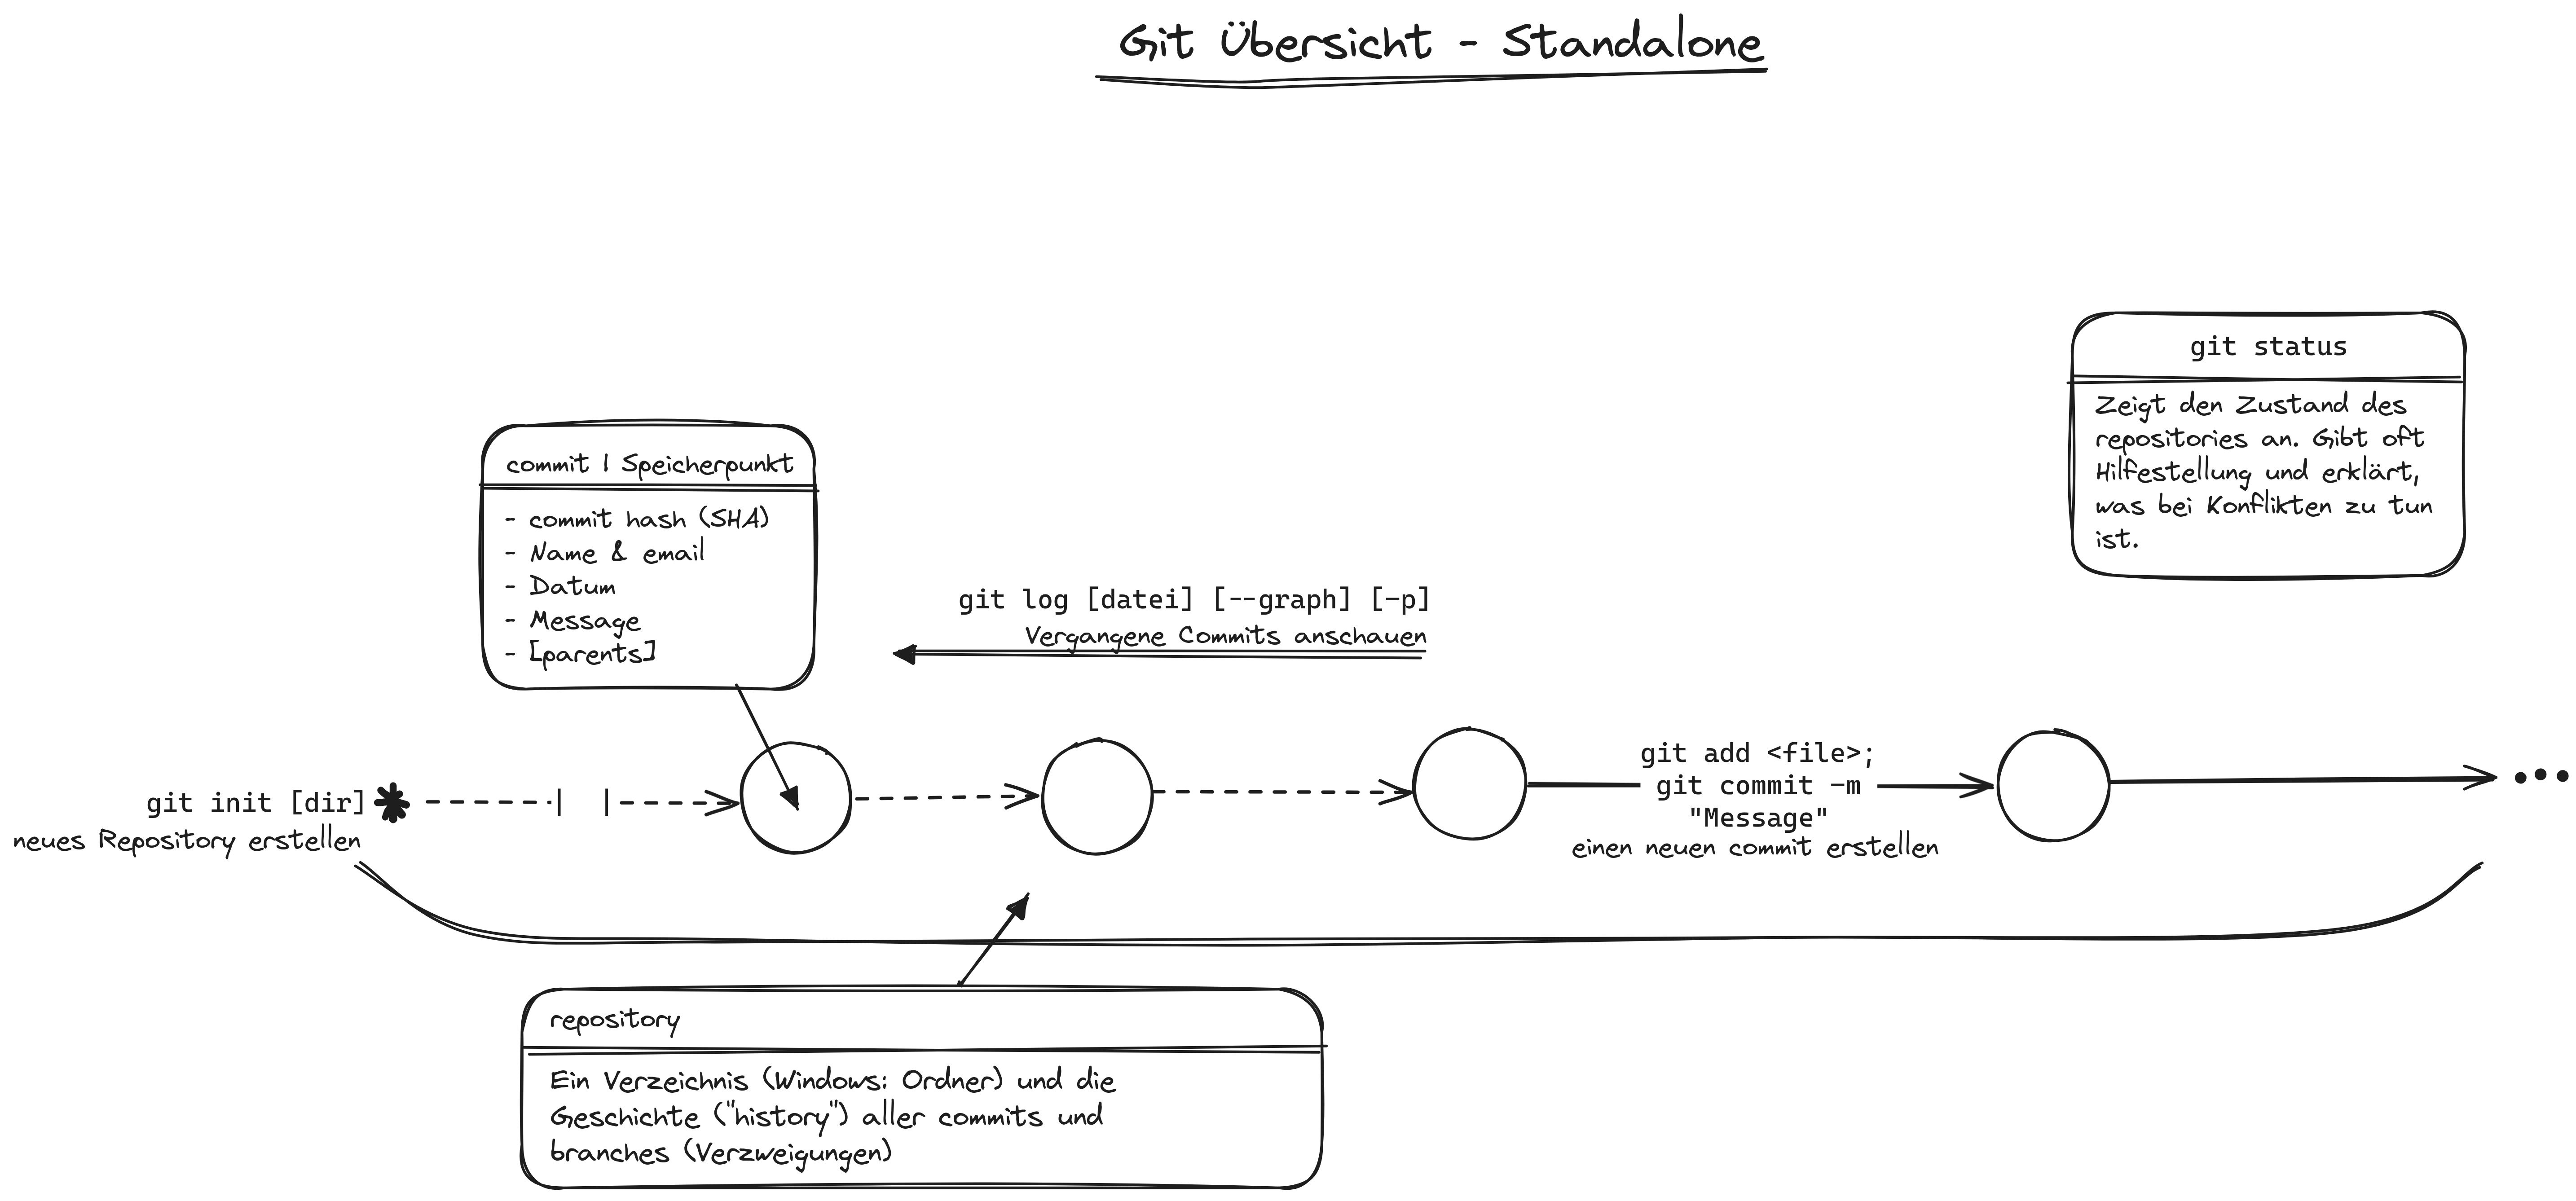 Git Übersicht - Standalone
git status
Zeigt den Zustand des
repositories an. Gibt oft
Hilfestellung und erklärt,
was bei Konflikten zu tun
ist.
commit | Speicherpunkt
- commit hash (SHA)
- Name & email
- Datum
- Message
- [parents]
git log [datei] [--graph] [-p]
Vergangene Commits anschauen
git init [dir]
neues Repository erstellen
git add <file>;
git commit -m
"Message"
einen neuen commit erstellen
repository
Ein Verzeichnis (Windows: Ordner) und die
Geschichte ("history") aller commits und
branches (Verzweigungen)